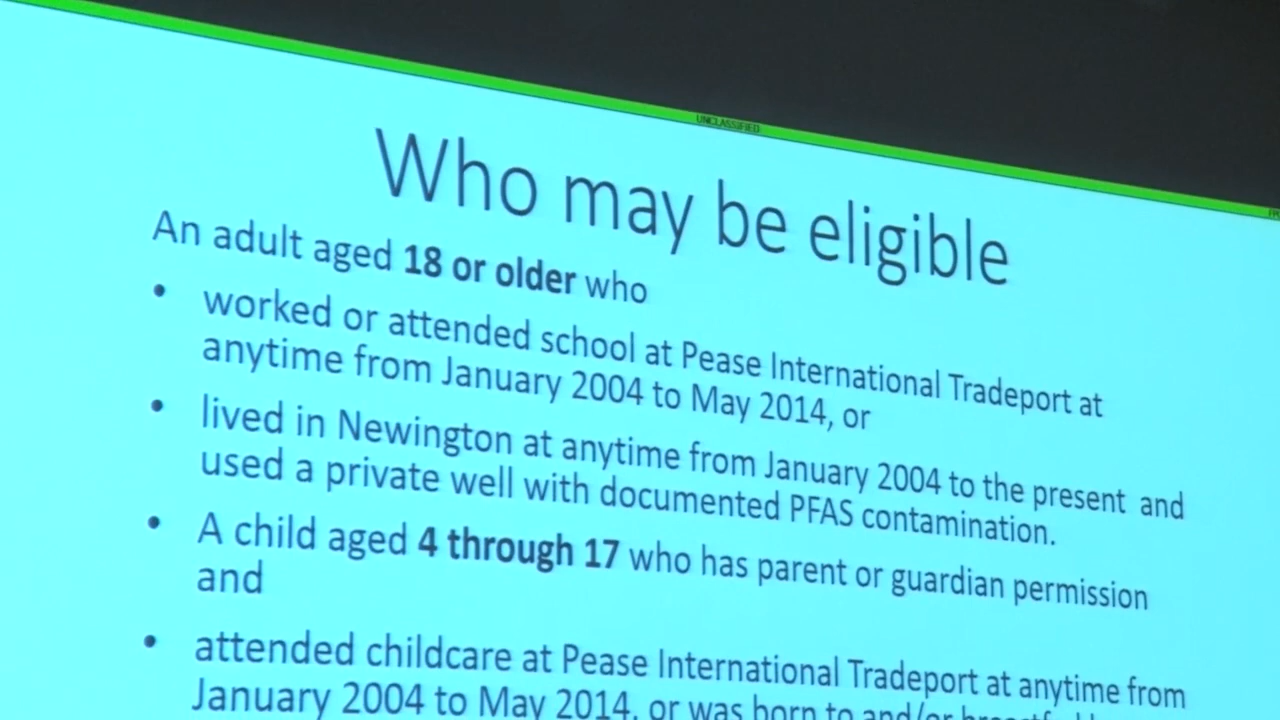 UNCLASSIFIED
Who may be eligible
An adult aged 18 or older who
• worked or attended school at Pease International Tradeport at
anytime from January 2004 to May 2014, or
• lived in Newington at anytime from January 2004 to the present and
used a private well with documented PFAS contamination.
• A child aged 4 through 17 who has parent or guardian permission
and
• attended childcare at Pease International Tradeport at anytime from
January 2004 to May 2014, or was born to and/or